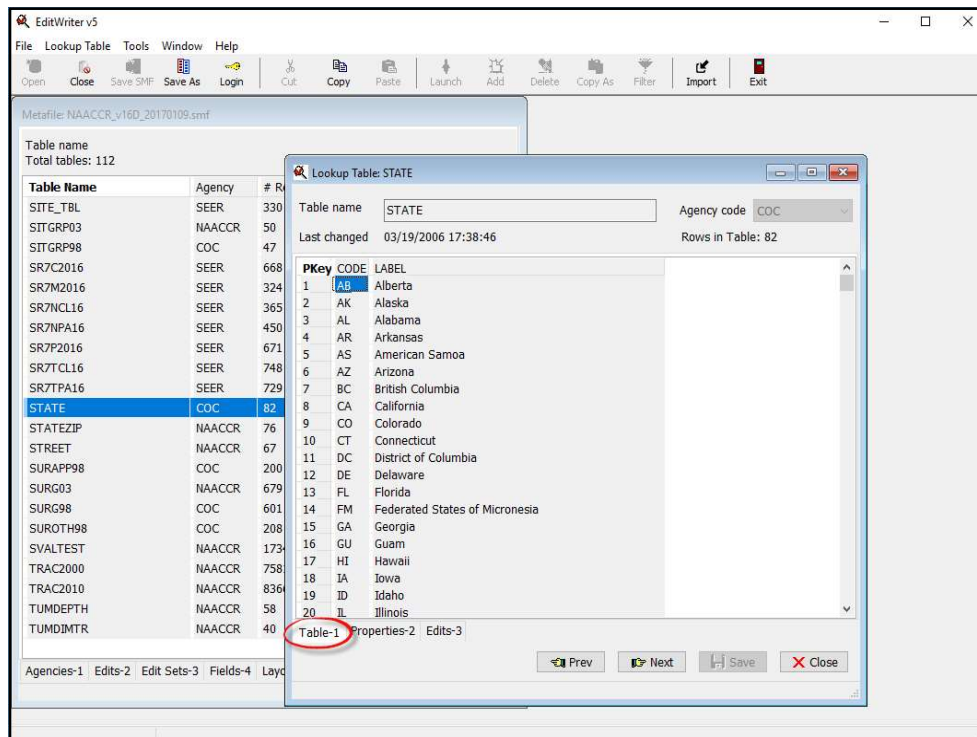 EditWriter v5
File Lookup Table Tools Window Help
Open Close Save SMF Save As Login Cut Copy Paste Launch Add Delete Copy As Filter Import Exit
Metafile: NAACCR_v16D_20170109.smf
Table name
Total tables: 112
Table Name Agency # R
SITE_TBL SEER 330
SITGRP03 NAACCR 50
SITGRP98 COC 47
SR7C2016 SEER 668
SR7M2016 SEER 324
SR7NCL16 SEER 365
SR7NPA16 SEER 450
SR7P2016 SEER 671
SR7TCL16 SEER 748
SR7TPA16 SEER 729
STATE COC 82
STATEZIP NAACCR 76
STREET NAACCR 67
SURAPP98 COC 200
SURG03 NAACCR 679
SURG98 COC 601
SUROTH98 COC 208
SVALTEST NAACCR 173
TRAC2000 NAACCR 758
TRAC2010 NAACCR 836
TUMDEPTH NAACCR 58
TUMDIMTR NAACCR 40
Agencies-1 Edits-2 Edit Sets-3 Fields-4 Layo
Lookup Table: STATE
Table name STATE Agency code COC
Last changed 03/19/2006 17:38:46 Rows in Table: 82
PKey CODE LABEL
1 AB Alberta
2 AK Alaska
3 AL Alabama
4 AR Arkansas
5 AS American Samoa
6 AZ Arizona
7 BC British Columbia
8 CA California
9 CO Colorado
10 CT Connecticut
11 DC District of Columbia
12 DE Delaware
13 FL Florida
14 FM Federated States of Micronesia
15 GA Georgia
16 GU Guam
17 HI Hawaii
18 IA Iowa
19 ID Idaho
20 IL Illinois
Table-1 Properties-2 Edits-3
Prev Next Save Close